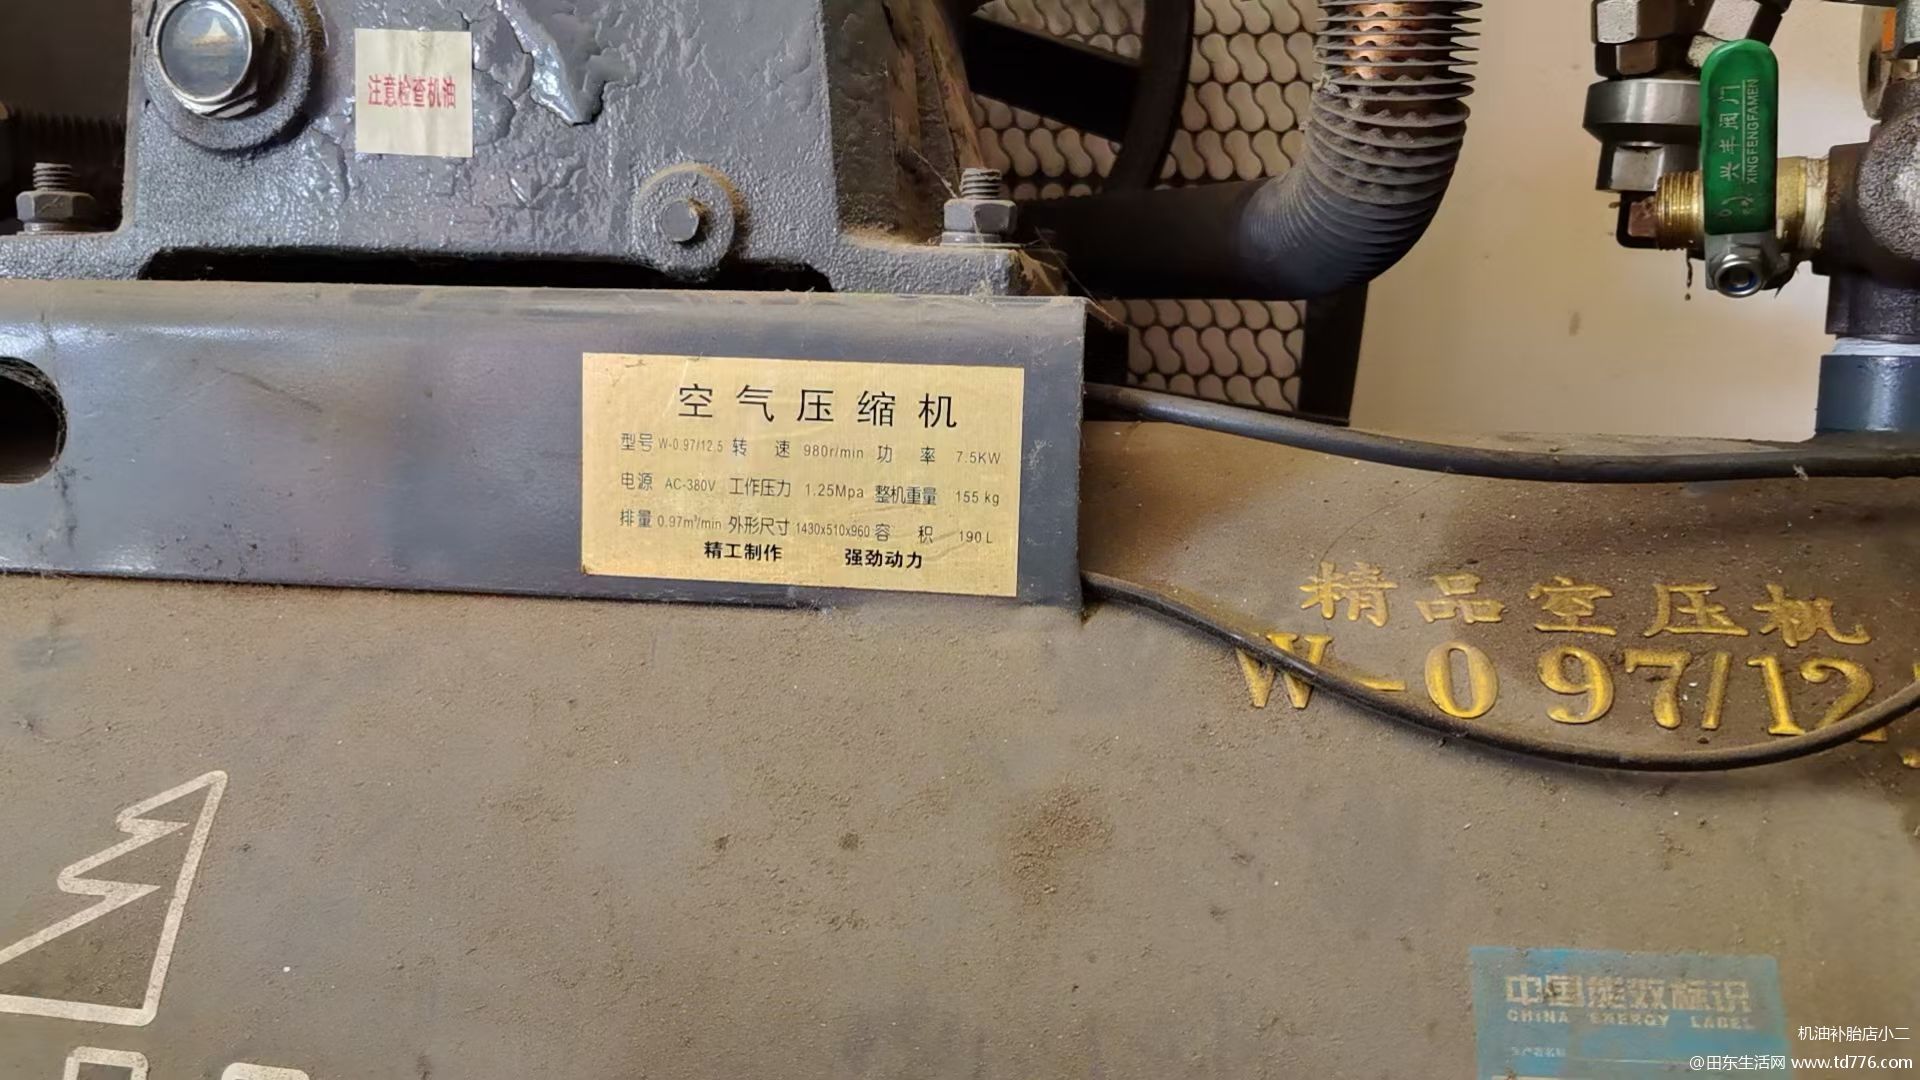 注意检查机油
兴丰阀门
XINGFENGFAMEN
空气压缩机
型号 W-0.97/12.5 转速 980r/min 功率 7.5KW
电源 AC-380V 工作压力 1.25Mpa 整机重量 155 kg
排量 0.97m³/min 外形尺寸 1430x510x960 容积 190 L
精工制作 强劲动力
精品空压机
W-0.97/12
中国能效标识
CHINA ENERGY LABEL
机油补胎店小二
@田东生活网 www.td776.com